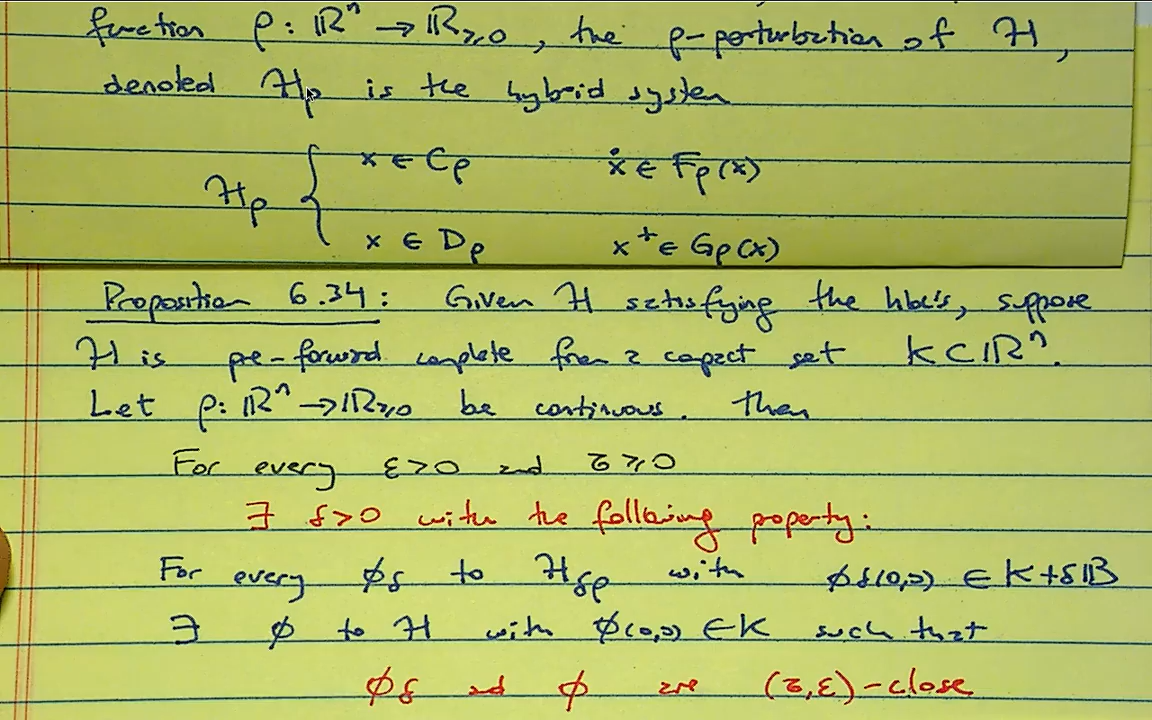 function ρ : ℝⁿ → ℝ≥0 , the ρ-perturbation of H ,
denoted Hρ is the hybrid system
Hρ { x ∈ Cρ ẋ ∈ Fρ(x)
x ∈ Dρ x⁺ ∈ Gρ(x)
Proposition 6.34 : Given H satisfying the hbc's, suppose
H is pre-forward complete from a compact set K ⊂ ℝⁿ.
Let ρ: ℝⁿ → ℝ≥0 be continuous. Then
For every ε>0 and τ≥0
∃ δ>0 with the following property:
For every φδ to Hδρ with φδ(0,0) ∈ K+δ𝔹
∃ φ to H with φ(0,0) ∈ K such that
φδ and φ are (τ,ε)-close